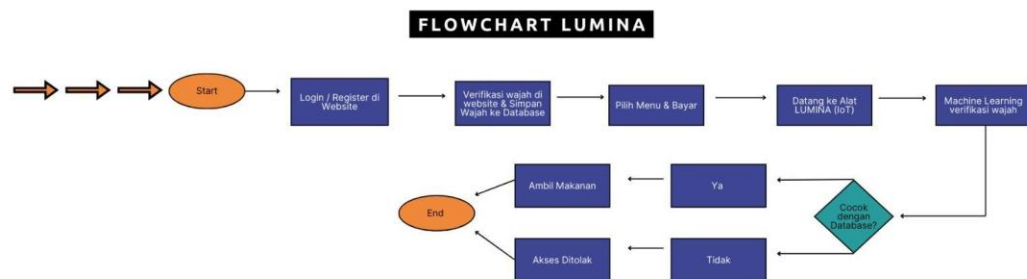 FLOWCHART LUMINA
Start
Login / Register di
Website
Verifikasi wajah di
website & Simpan
Wajah ke Database
Pilih Menu & Bayar
Datang ke Alat
LUMINA (IoT)
Machine Learning
verifikasi wajah
Cocok
dengan
Database?
Ya
Ambil Makanan
Tidak
Akses Ditolak
End